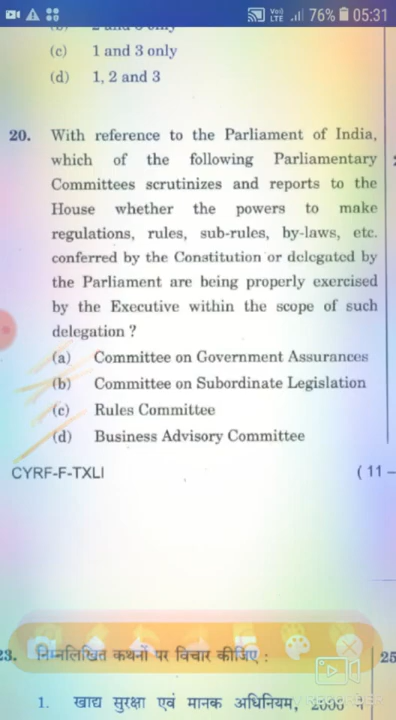 76% 05:31
(c) 1 and 3 only
(d) 1, 2 and 3
20. With reference to the Parliament of India,
which of the following Parliamentary
Committees scrutinizes and reports to the
House whether the powers to make
regulations, rules, sub-rules, by-laws, etc.
conferred by the Constitution or delegated by
the Parliament are being properly exercised
by the Executive within the scope of such
delegation ?
(a) Committee on Government Assurances
(b) Committee on Subordinate Legislation
(c) Rules Committee
(d) Business Advisory Committee
CYRF-F-TXLI ( 11 –
23. निम्नलिखित कथनों पर विचार कीजिए : 25
1. खाद्य सुरक्षा एवं मानक अधिनियम, 2006 ने